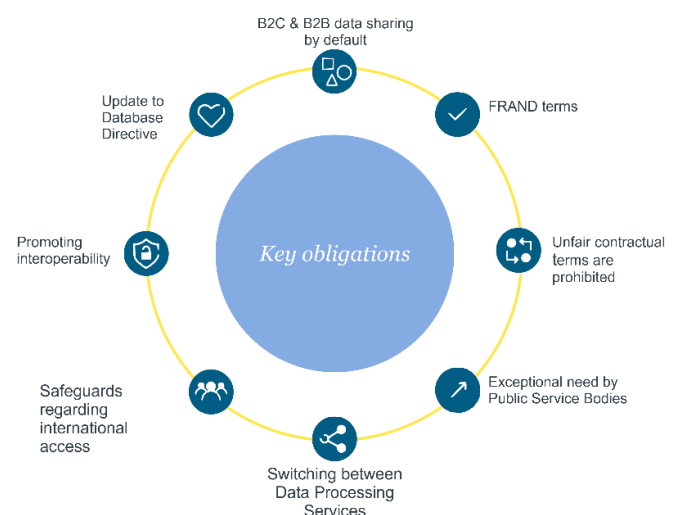 B2C & B2B data sharing
by default
FRAND terms
Unfair contractual
terms are
prohibited
Exceptional need by
Public Service Bodies
Switching between
Data Processing
Services
Safeguards
regarding
international
access
Promoting
interoperability
Update to
Database
Directive
Key obligations